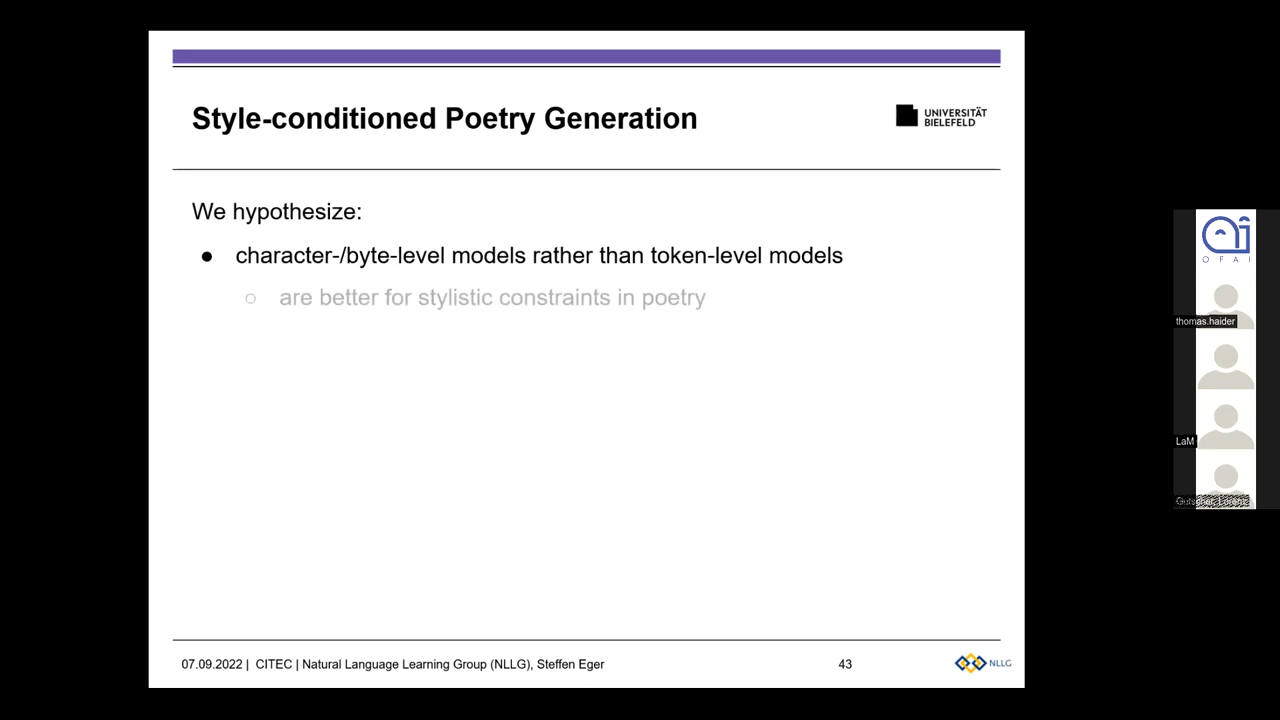 Style-conditioned Poetry Generation
UNIVERSITÄT
BIELEFELD
We hypothesize:
● character-/byte-level models rather than token-level models
○ are better for stylistic constraints in poetry
OFAI
thomas.haider
LaM
07.09.2022 | CITEC | Natural Language Learning Group (NLLG), Steffen Eger
43
NLLG